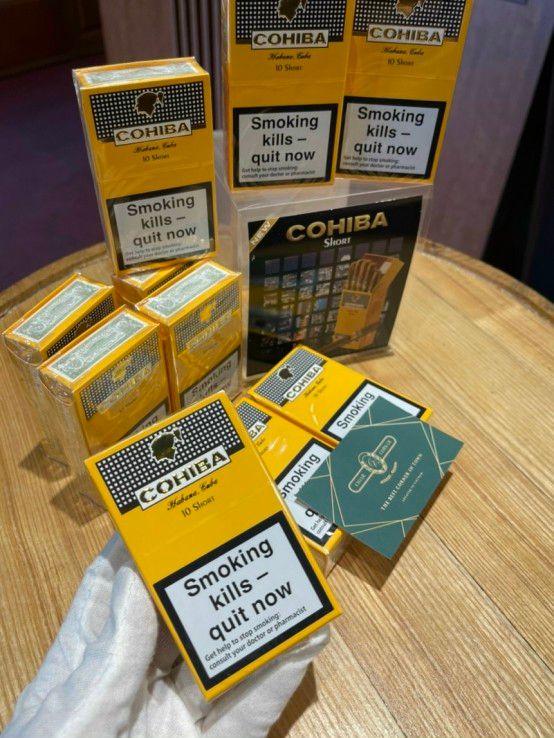 COHIBA
Habana, Cuba
10 SHORT
Smoking
kills –
quit now
Get help to stop smoking:
consult your doctor or pharmacist
COHIBA
Habana, Cuba
10 SHORT
Smoking
kills –
quit now
Get help to stop smoking:
consult your doctor or pharmacist
COHIBA
Habana, Cuba
10 SHORT
Smoking
kills –
quit now
Get help to stop smoking:
consult your doctor or pharmacist
NEW
COHIBA
SHORT
Smoking
COHIBA
Smoking
COHIBA
Smoking
THE BEST CORNER IN TOWN
COHIBA
Habana, Cuba
10 SHORT
Smoking
kills –
quit now
Get help to stop smoking:
consult your doctor or pharmacist